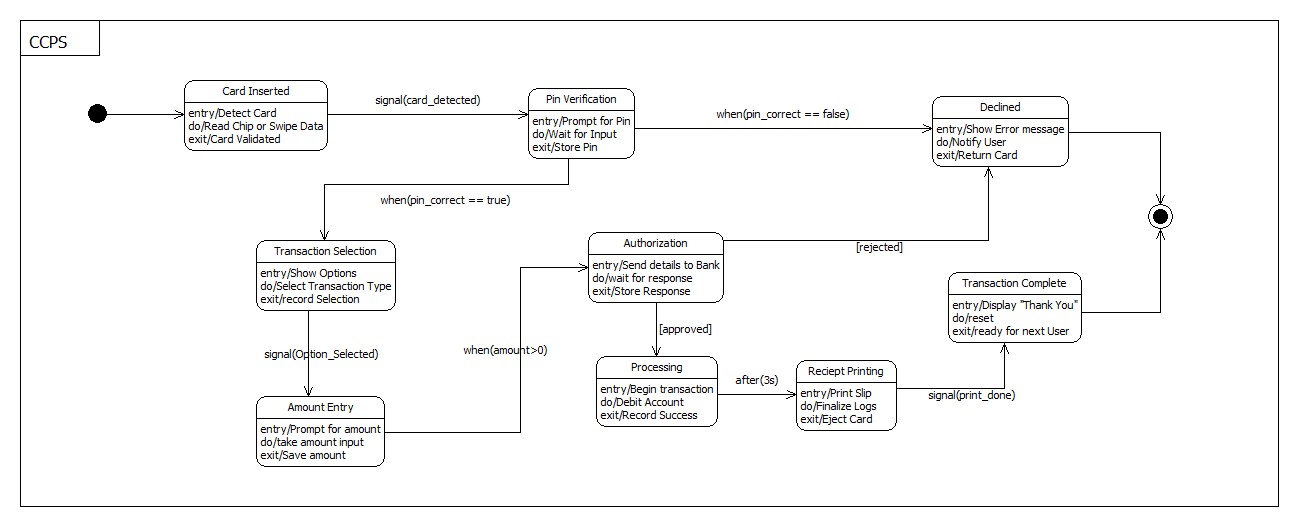 CCPS
Card Inserted
entry/Detect Card
do/Read Chip or Swipe Data
exit/Card Validated
signal(card_detected)
Pin Verification
entry/Prompt for Pin
do/Wait for Input
exit/Store Pin
when(pin_correct == false)
Declined
entry/Show Error message
do/Notify User
exit/Return Card
when(pin_correct == true)
Transaction Selection
entry/Show Options
do/Select Transaction Type
exit/record Selection
signal(Option_Selected)
Amount Entry
entry/Prompt for amount
do/take amount input
exit/Save amount
when(amount>0)
Authorization
entry/Send details to Bank
do/wait for response
exit/Store Response
[rejected]
[approved]
Processing
entry/Begin transaction
do/Debit Account
exit/Record Success
after(3s)
Reciept Printing
entry/Print Slip
do/Finalize Logs
exit/Eject Card
signal(print_done)
Transaction Complete
entry/Display "Thank You"
do/reset
exit/ready for next User